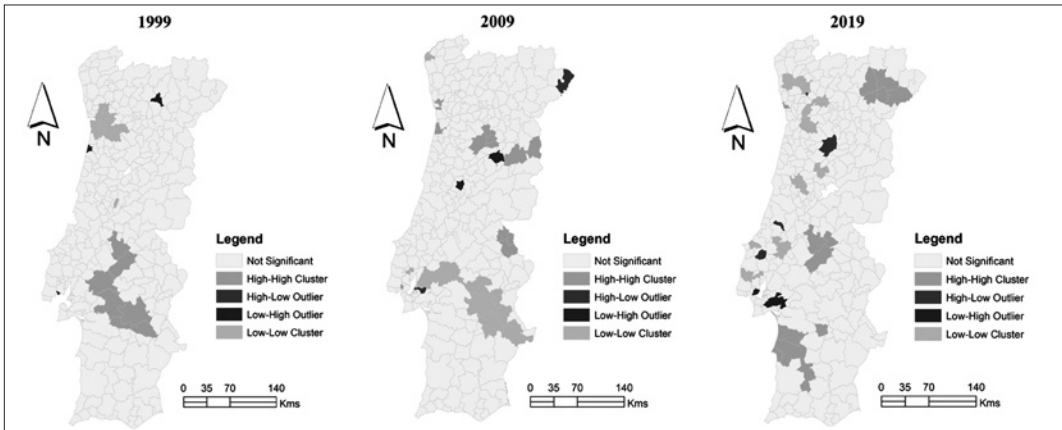 1999
N
Legend
Not Significant
High-High Cluster
High-Low Outlier
Low-High Outlier
Low-Low Cluster
0 35 70 140
Kms
2009
N
Legend
Not Significant
High-High Cluster
High-Low Outlier
Low-High Outlier
Low-Low Cluster
0 35 70 140
Kms
2019
N
Legend
Not Significant
High-High Cluster
High-Low Outlier
Low-High Outlier
Low-Low Cluster
0 35 70 140
Kms